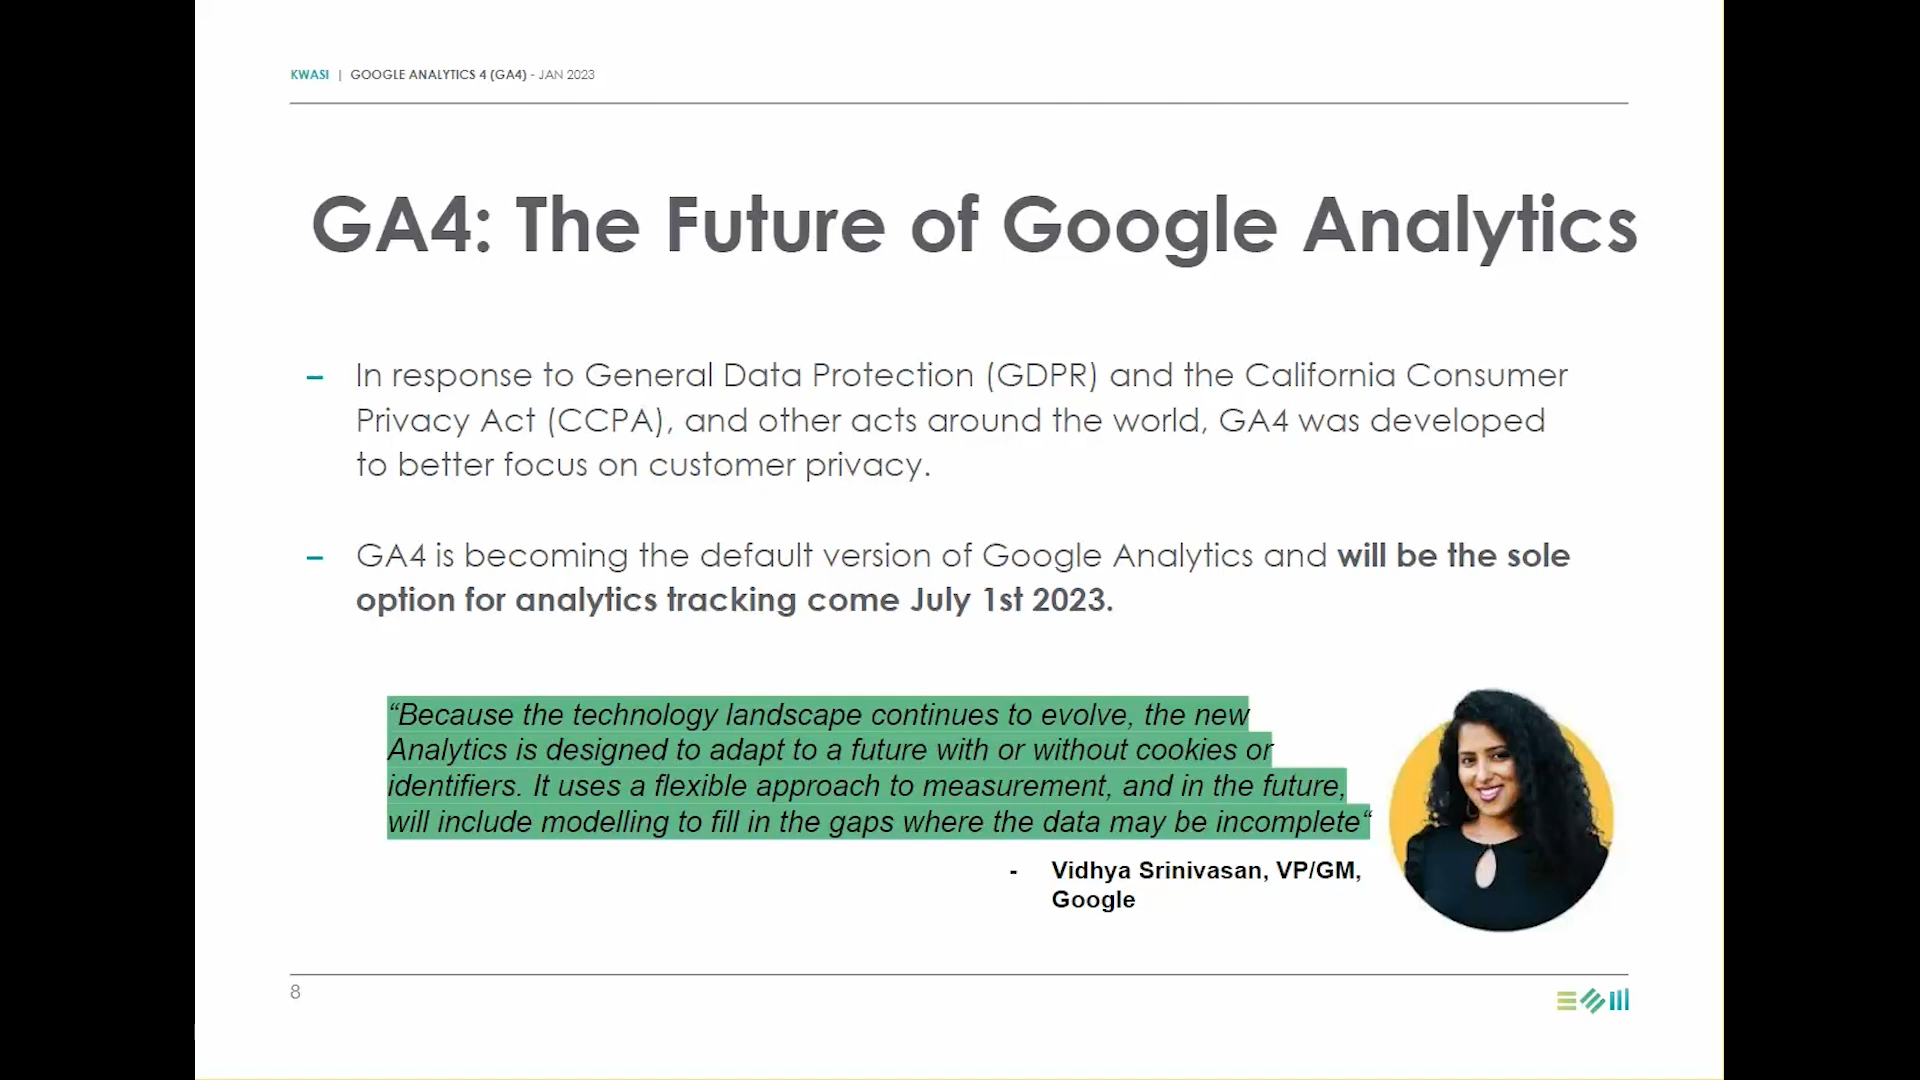 KWASI | GOOGLE ANALYTICS 4 (GA4) - JAN 2023
GA4: The Future of Google Analytics
– In response to General Data Protection (GDPR) and the California Consumer
Privacy Act (CCPA), and other acts around the world, GA4 was developed
to better focus on customer privacy.
– GA4 is becoming the default version of Google Analytics and will be the sole
option for analytics tracking come July 1st 2023.
“Because the technology landscape continues to evolve, the new
Analytics is designed to adapt to a future with or without cookies or
identifiers. It uses a flexible approach to measurement, and in the future,
will include modelling to fill in the gaps where the data may be incomplete“
- Vidhya Srinivasan, VP/GM,
Google
8